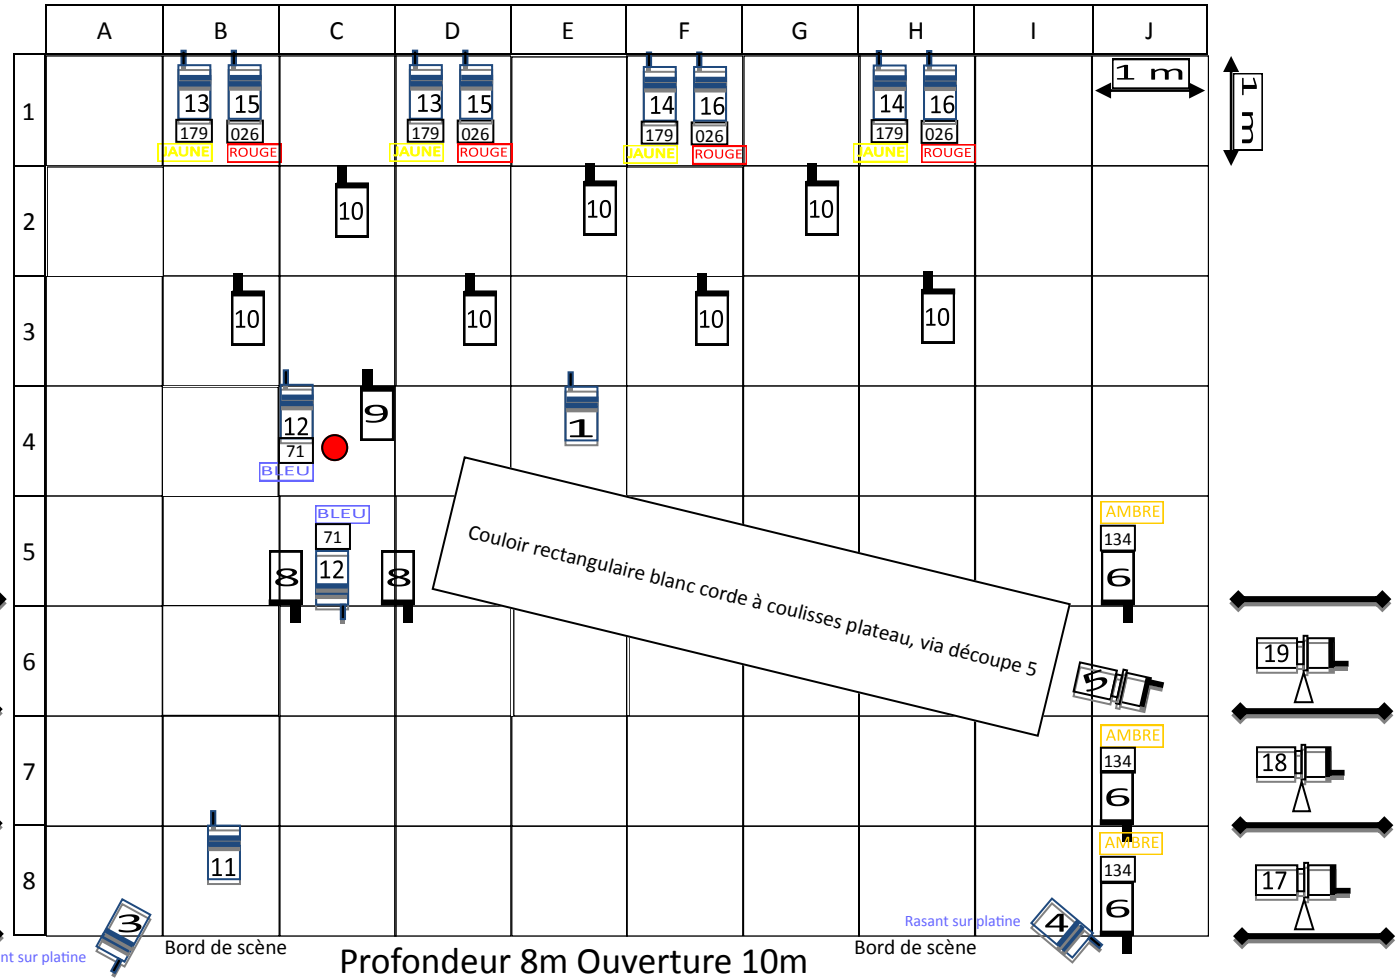 A B C D E F G H I J
1 m
1 m
1
13 15 13 15 14 16 14 16
179 026 179 026 179 026 179 026
JAUNE ROUGE JAUNE ROUGE JAUNE ROUGE JAUNE ROUGE
2
10 10 10
3
10 10 10 10
4
12 9 1
71
BLEU
5
BLEU AMBRE
71 134
8 12 8 6
Couloir rectangulaire blanc corde à coulisses plateau, via découpe 5
6
5 19
7
AMBRE
134 18
6
8
11 AMBRE
134 17
3 Rasant sur platine 4 6
nt sur platine Bord de scène Bord de scène
Profondeur 8m Ouverture 10m